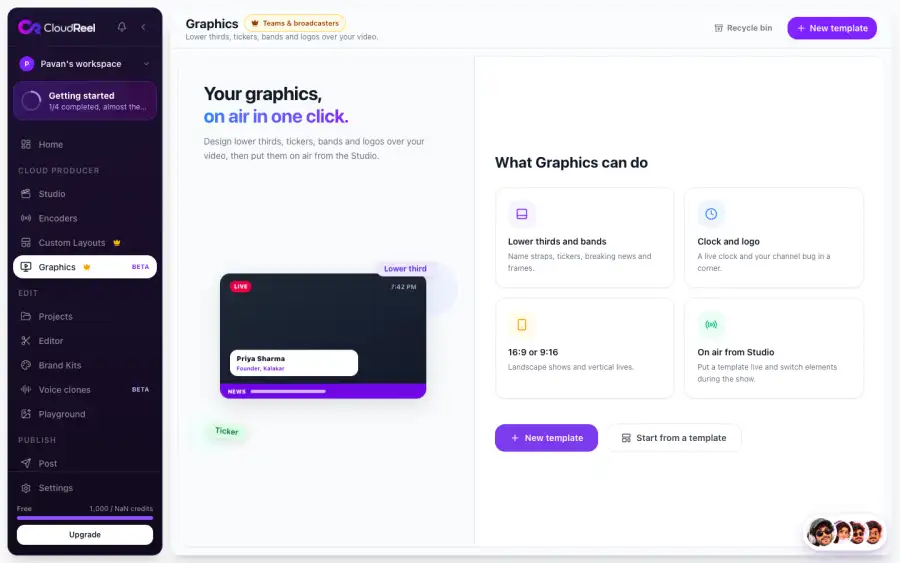 CloudReel
Pavan's workspace
Getting started
1/4 completed, almost the...
Home
CLOUD PRODUCER
Studio
Encoders
Custom Layouts
Graphics BETA
EDIT
Projects
Editor
Brand Kits
Voice clones BETA
Playground
PUBLISH
Post
Settings
Free 1,000 / NaN credits
Upgrade
Graphics Teams & broadcasters
Lower thirds, tickers, bands and logos over your video.
Recycle bin
+ New template
Your graphics,
on air in one click.
Design lower thirds, tickers, bands and logos over your
video, then put them on air from the Studio.
Lower third
LIVE 7:42 PM
Priya Sharma
Founder, Kalakar
NEWS
Ticker
What Graphics can do
Lower thirds and bands
Name straps, tickers, breaking news and
frames.
Clock and logo
A live clock and your channel bug in a
corner.
16:9 or 9:16
Landscape shows and vertical lives.
On air from Studio
Put a template live and switch elements
during the show.
+ New template
Start from a template